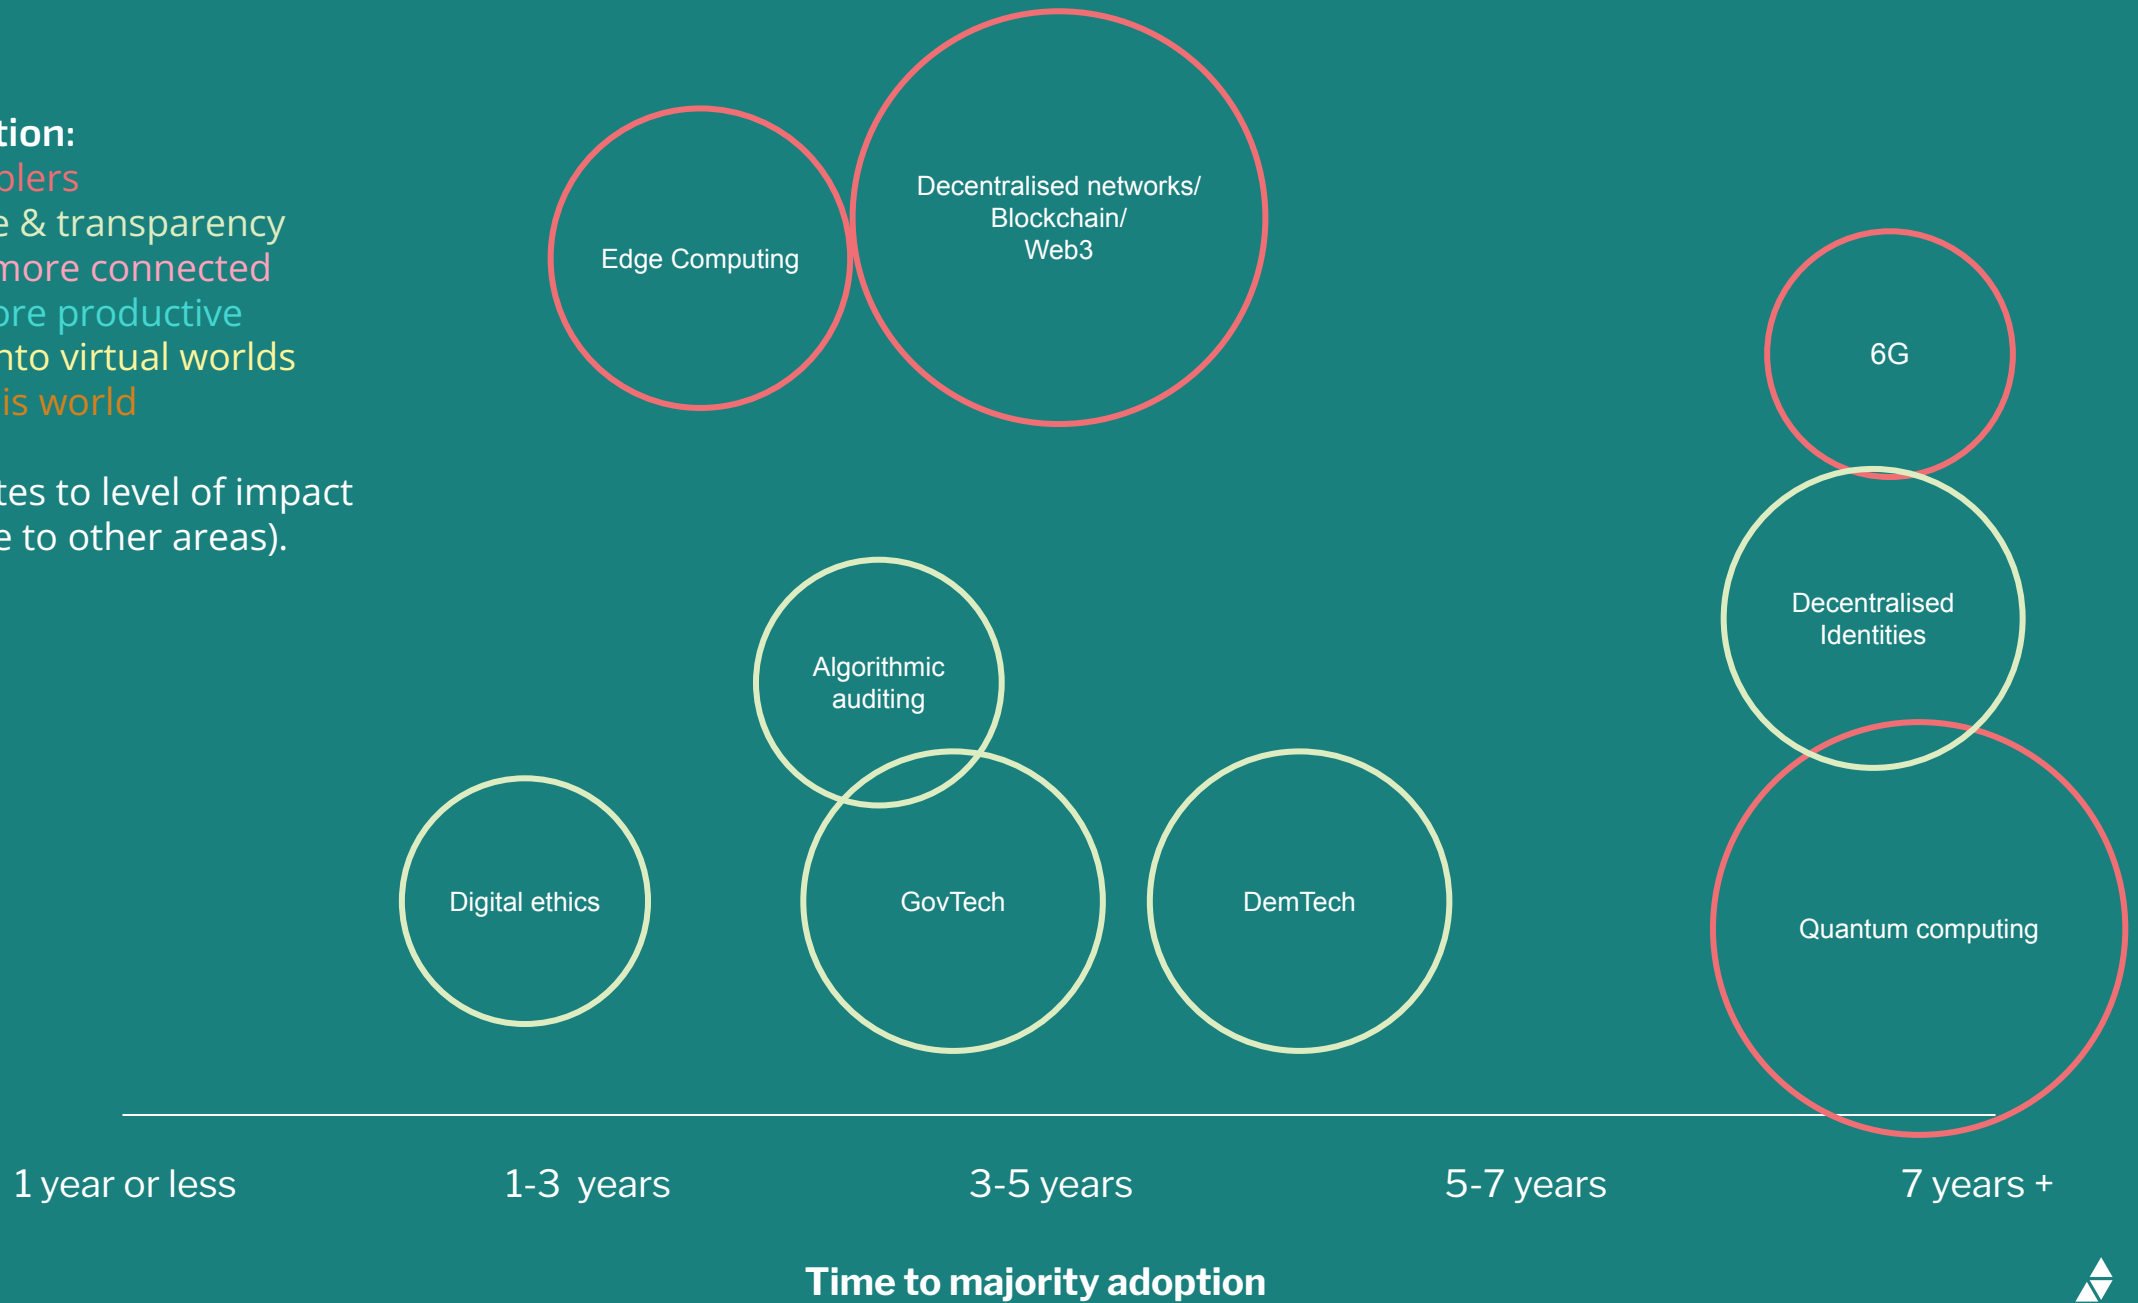 tion:
olers
e & transparency
more connected
ore productive
nto virtual worlds
is world
tes to level of impact
e to other areas).
Edge Computing
Decentralised networks/
Blockchain/
Web3
6G
Decentralised
Identities
Algorithmic
auditing
Digital ethics
GovTech
DemTech
Quantum computing
1 year or less
1-3 years
3-5 years
5-7 years
7 years +
Time to majority adoption